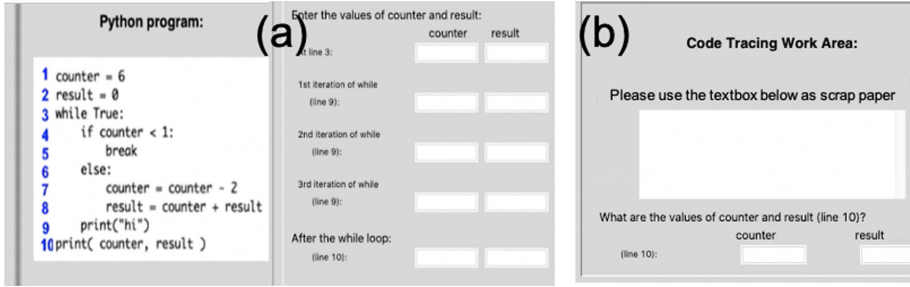 Python program:
1 counter = 6
2 result = 0
3 while True:
4 if counter < 1:
5 break
6 else:
7 counter = counter - 2
8 result = counter + result
9 print("hi")
10 print( counter, result )
(a)
Enter the values of counter and result:
counter result
At line 3:
1st iteration of while
(line 9):
2nd iteration of while
(line 9):
3rd iteration of while
(line 9):
After the while loop:
(line 10):
(b)
Code Tracing Work Area:
Please use the textbox below as scrap paper
What are the values of counter and result (line 10)?
counter result
(line 10):